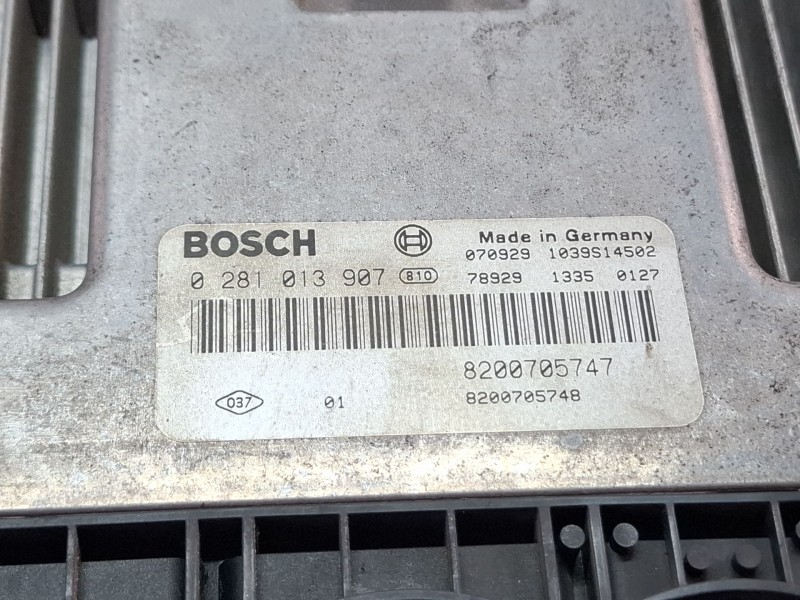 BOSCH
Made in Germany
070929 1039S14502
0 281 013 907 810 78929 1335 0127
8200705747
037 01 8200705748